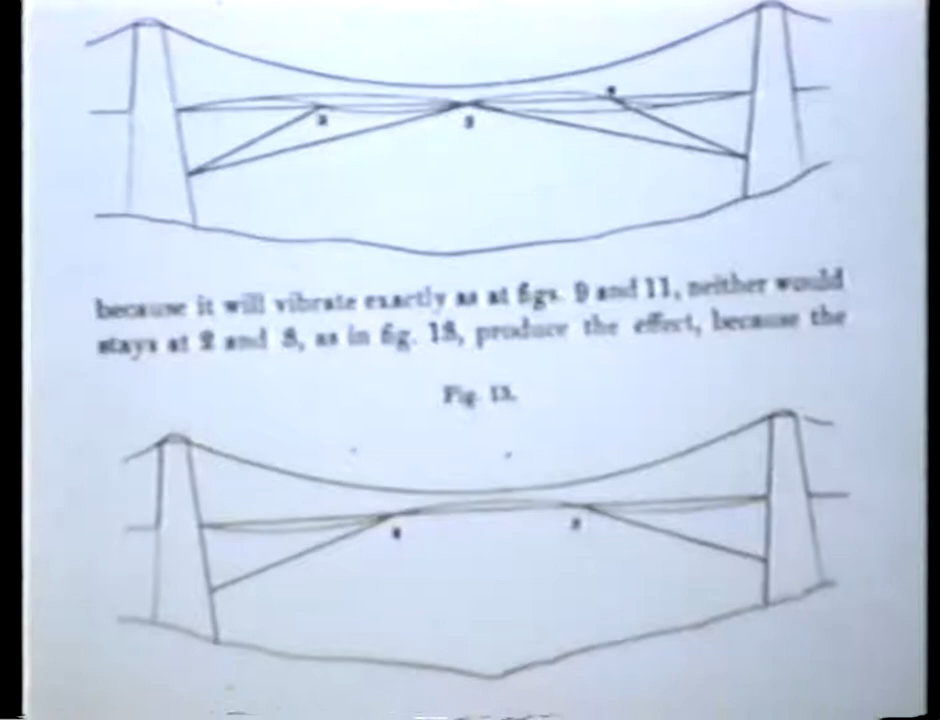 because it will vibrate exactly as at figs. 9 and 11, neither would
stays at 2 and 3, as in fig. 13, produce the effect, because the
Fig. 13.